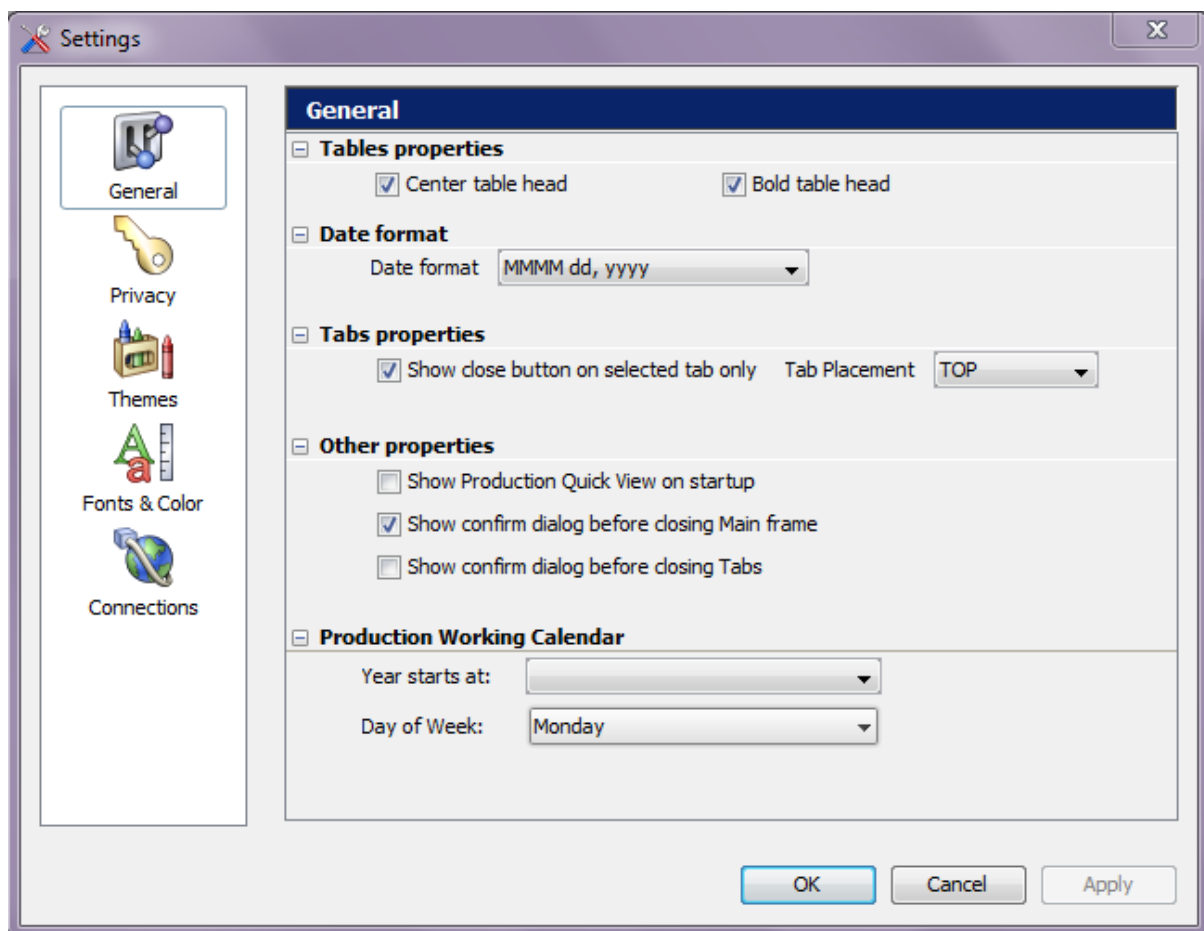 Settings
General
Privacy
Themes
Fonts & Color
Connections
General
Tables properties
Center table head Bold table head
Date format
Date format MMMM dd, yyyy
Tabs properties
Show close button on selected tab only Tab Placement TOP
Other properties
Show Production Quick View on startup
Show confirm dialog before closing Main frame
Show confirm dialog before closing Tabs
Production Working Calendar
Year starts at:
Day of Week: Monday
OK Cancel Apply